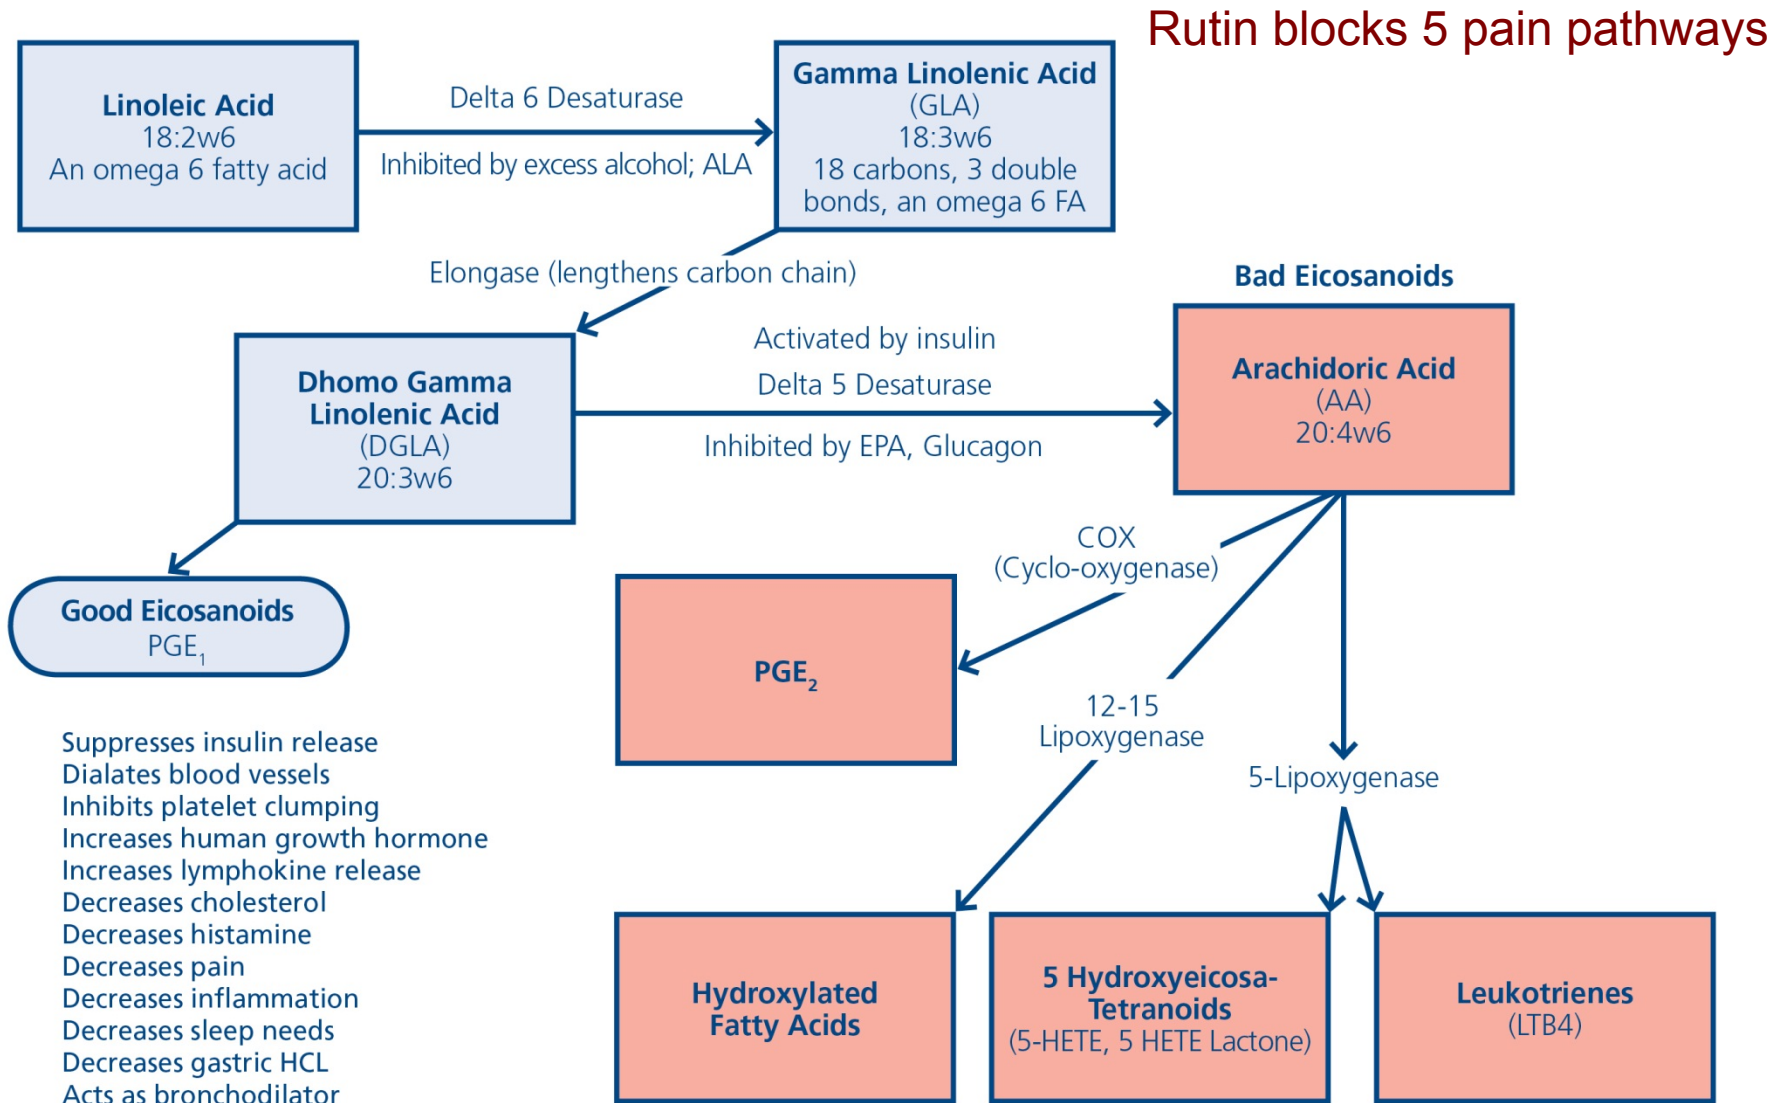 Rutin blocks 5 pain pathways
Linoleic Acid
18:2w6
An omega 6 fatty acid
Delta 6 Desaturase
Inhibited by excess alcohol; ALA
Gamma Linolenic Acid
(GLA)
18:3w6
18 carbons, 3 double
bonds, an omega 6 FA
Elongase (lengthens carbon chain)
Dhomo Gamma
Linolenic Acid
(DGLA)
20:3w6
Activated by insulin
Delta 5 Desaturase
Inhibited by EPA, Glucagon
Bad Eicosanoids
Arachidoric Acid
(AA)
20:4w6
Good Eicosanoids
PGE₁
COX
(Cyclo-oxygenase)
PGE₂
12-15
Lipoxygenase
5-Lipoxygenase
Suppresses insulin release
Dialates blood vessels
Inhibits platelet clumping
Increases human growth hormone
Increases lymphokine release
Decreases cholesterol
Decreases histamine
Decreases pain
Decreases inflammation
Decreases sleep needs
Decreases gastric HCL
Acts as bronchodilator
Hydroxylated
Fatty Acids
5 Hydroxyeicosa-
Tetranoids
(5-HETE, 5 HETE Lactone)
Leukotrienes
(LTB4)